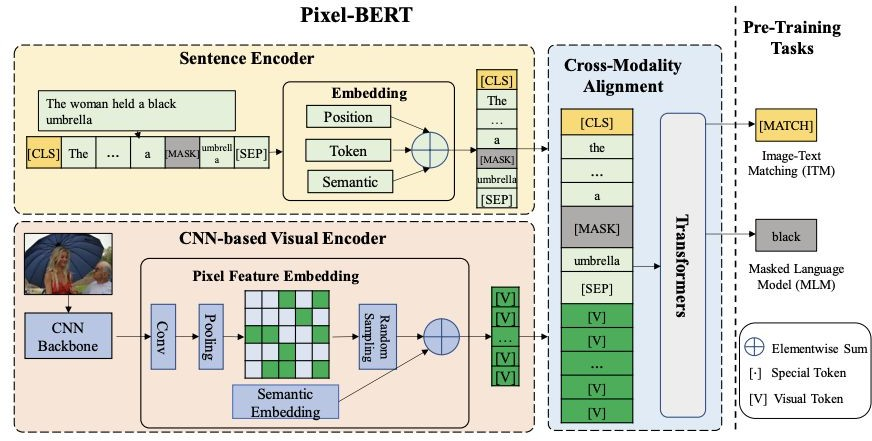 Pixel-BERT
Pre-Training
Tasks
Sentence Encoder
The woman held a black
umbrella
[CLS] The ... a [MASK] umbrell
a [SEP]
Embedding
Position
Token
Semantic
[CLS]
The
...
a
[MASK]
umbrella
[SEP]
CNN-based Visual Encoder
CNN
Backbone
Pixel Feature Embedding
Conv
Pooling
Random
Sampling
Semantic
Embedding
[V]
[V]
...
[V]
[V]
Cross-Modality
Alignment
[CLS]
the
...
a
[MASK]
umbrella
[SEP]
[V]
[V]
...
[V]
[V]
Transformers
[MATCH]
Image-Text
Matching (ITM)
black
Masked Language
Model (MLM)
Elementwise Sum
[·] Special Token
[V] Visual Token